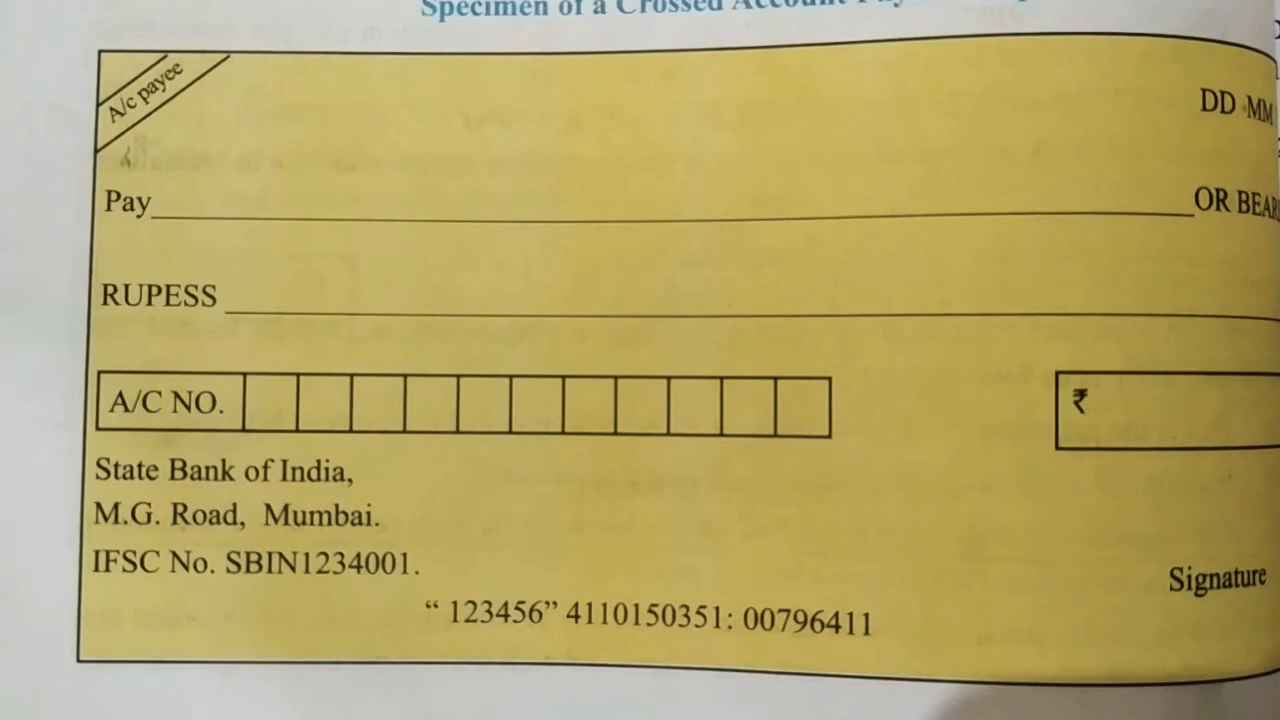 Specimen of a Crossed Account Pay
A/c payee
DD MM
Pay OR BEAR
RUPESS
A/C NO.
₹
State Bank of India,
M.G. Road, Mumbai.
IFSC No. SBIN1234001.
Signature
“ 123456” 4110150351: 00796411